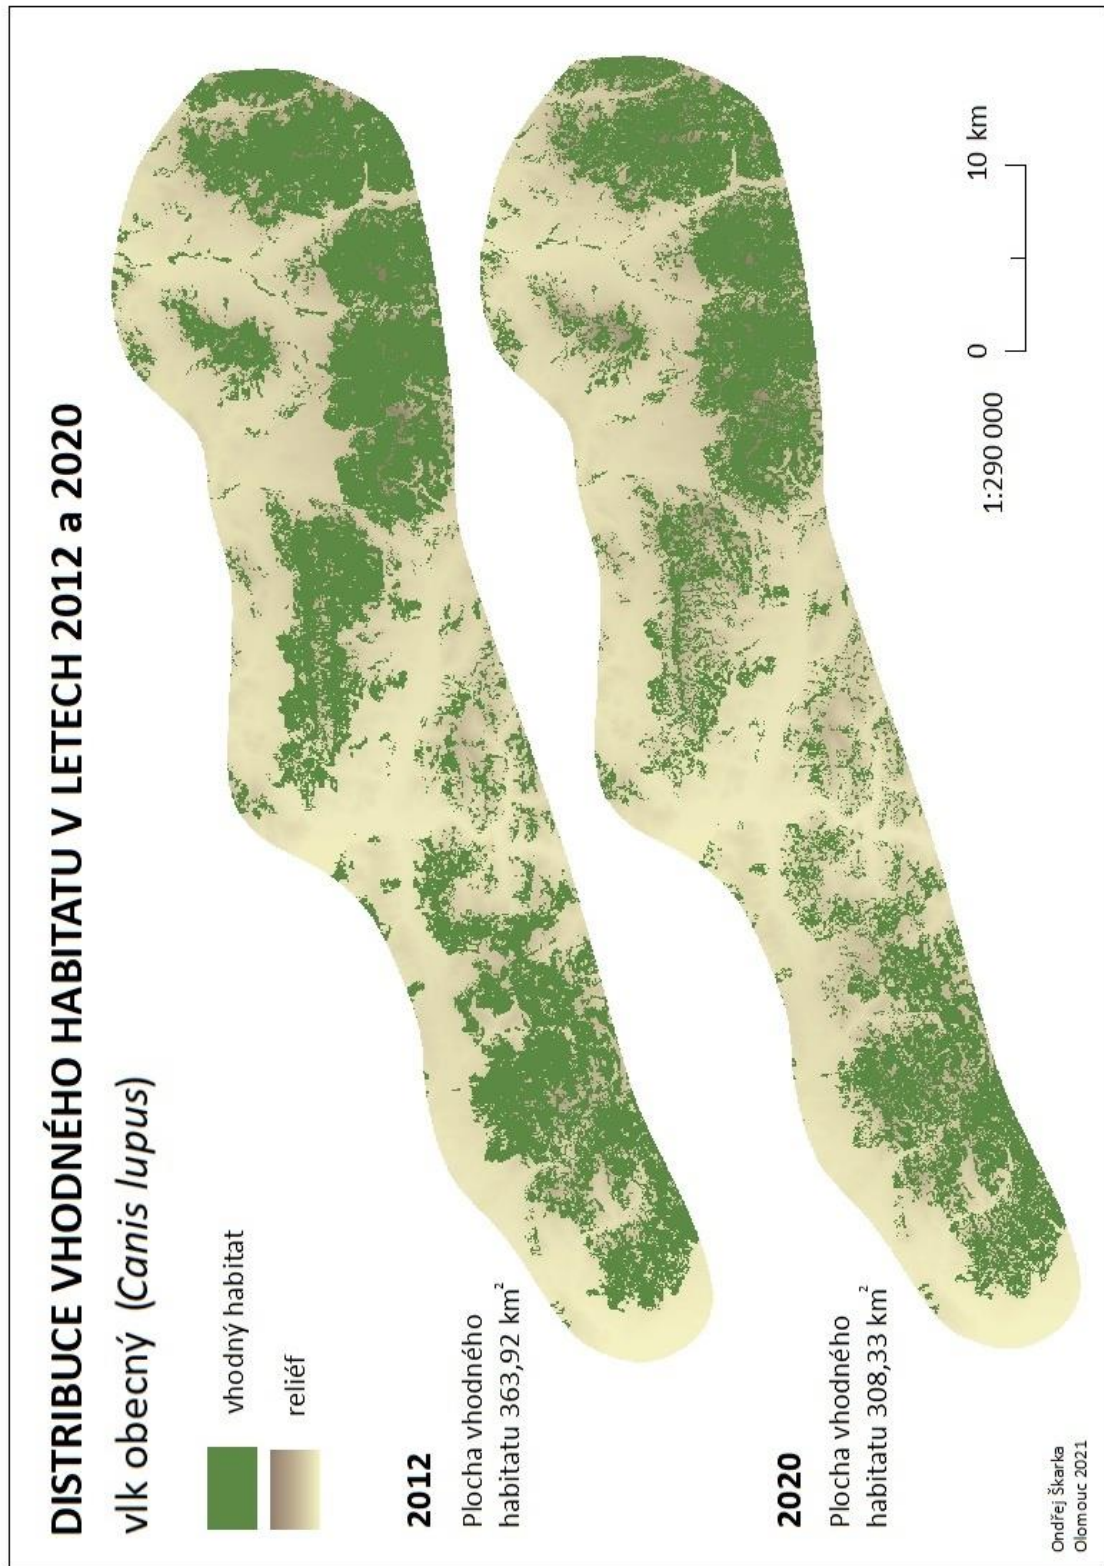 DISTRIBUCE VHODNÉHO HABITATU V LETECH 2012 a 2020
vlk obecný (Canis lupus)
vhodný habitat
reliéf
2012
Plocha vhodného
habitatu 363,92 km²
2020
Plocha vhodného
habitatu 308,33 km²
1:290 000
0 10 km
Ondřej Škarka
Olomouc 2021